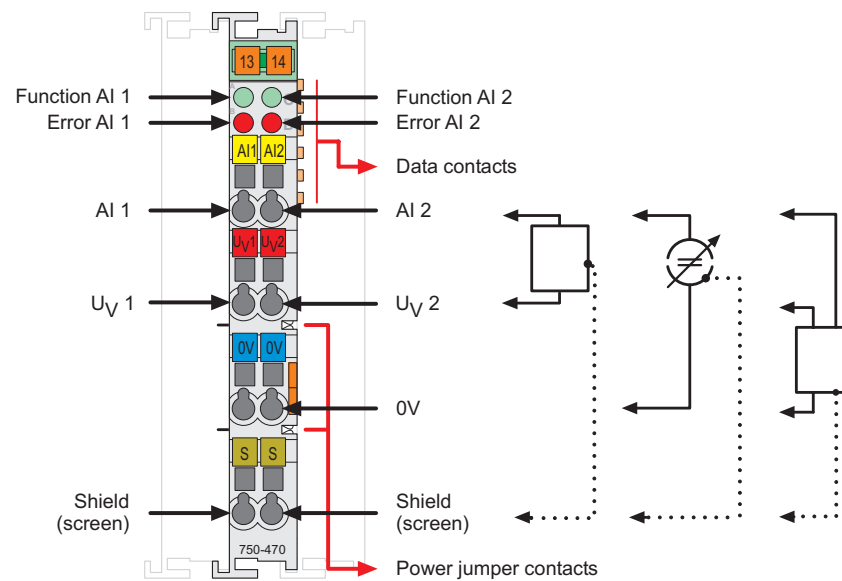 13 14
A C
Function AI 1
Function AI 2
B D
Error AI 1
Error AI 2
AI1 AI2
Data contacts
AI 1
AI 2
UV1 UV2
UV 1
UV 2
0V 0V
0V
S S
Shield
(screen)
Shield
(screen)
750-470
Power jumper contacts